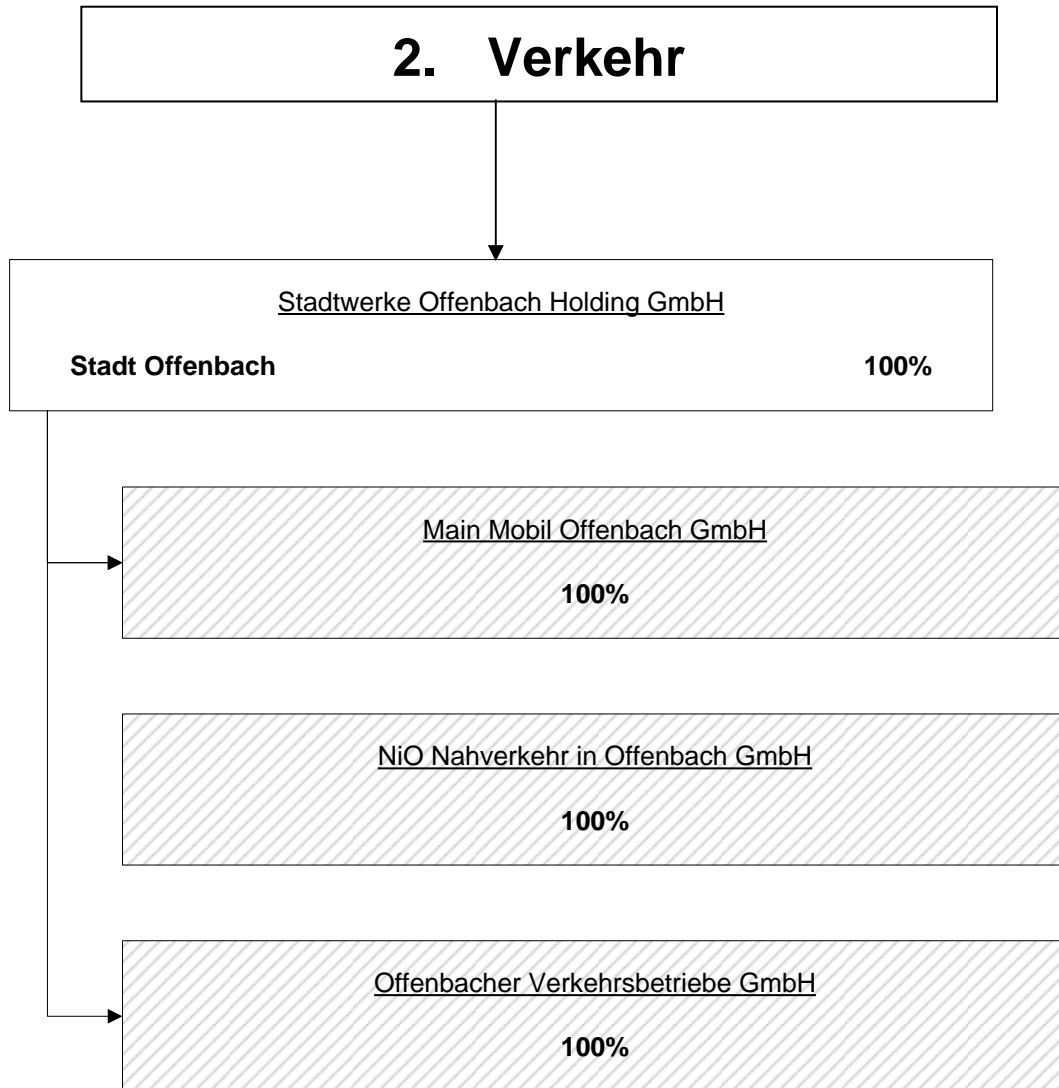 2. Verkehr
Stadtwerke Offenbach Holding GmbH
Stadt Offenbach 100%
Main Mobil Offenbach GmbH
100%
NiO Nahverkehr in Offenbach GmbH
100%
Offenbacher Verkehrsbetriebe GmbH
100%